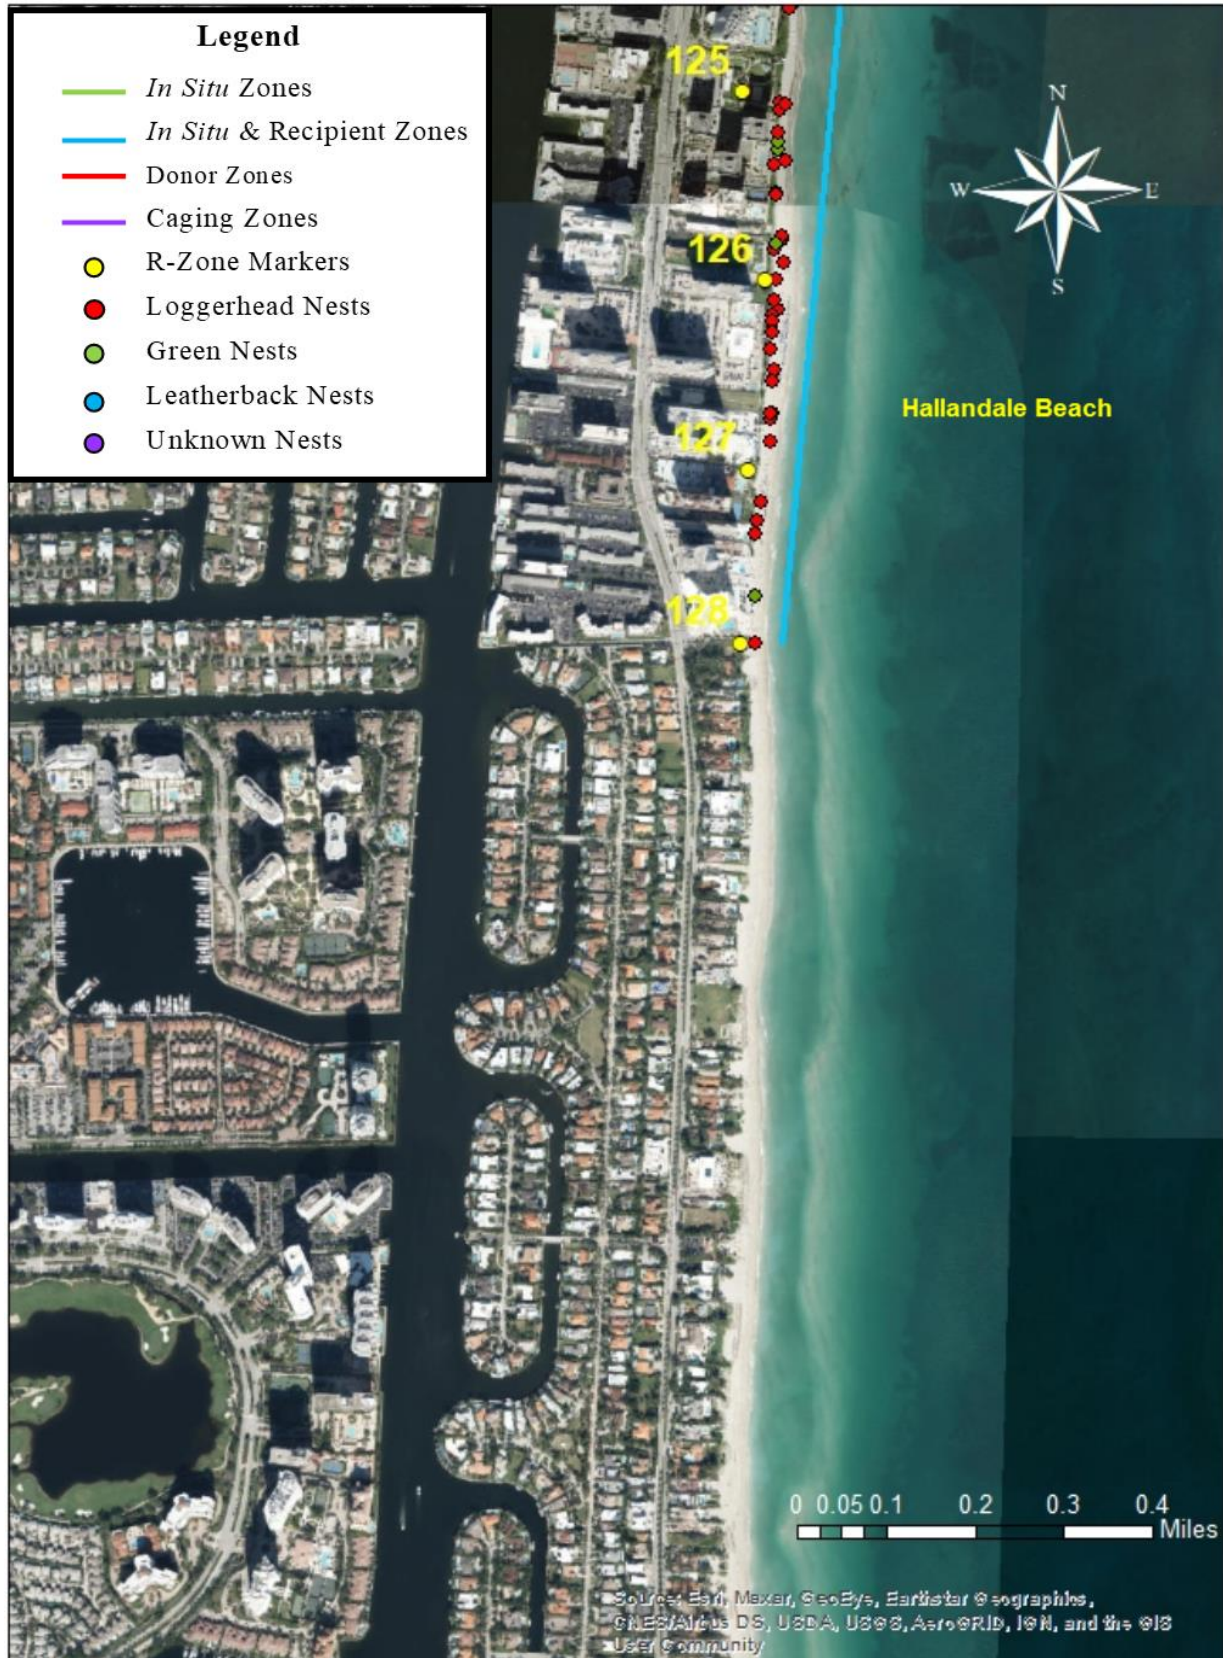 Legend
In Situ Zones
In Situ & Recipient Zones
Donor Zones
Caging Zones
R-Zone Markers
Loggerhead Nests
Green Nests
Leatherback Nests
Unknown Nests
125
N
W E
S
126
Hallandale Beach
127
128
0 0.05 0.1 0.2 0.3 0.4
Miles
Source: Esri, Maxar, GeoEye, Earthstar Geographics,
CNES/Airbus DS, USDA, USGS, AeroGRID, IGN, and the GIS
User Community